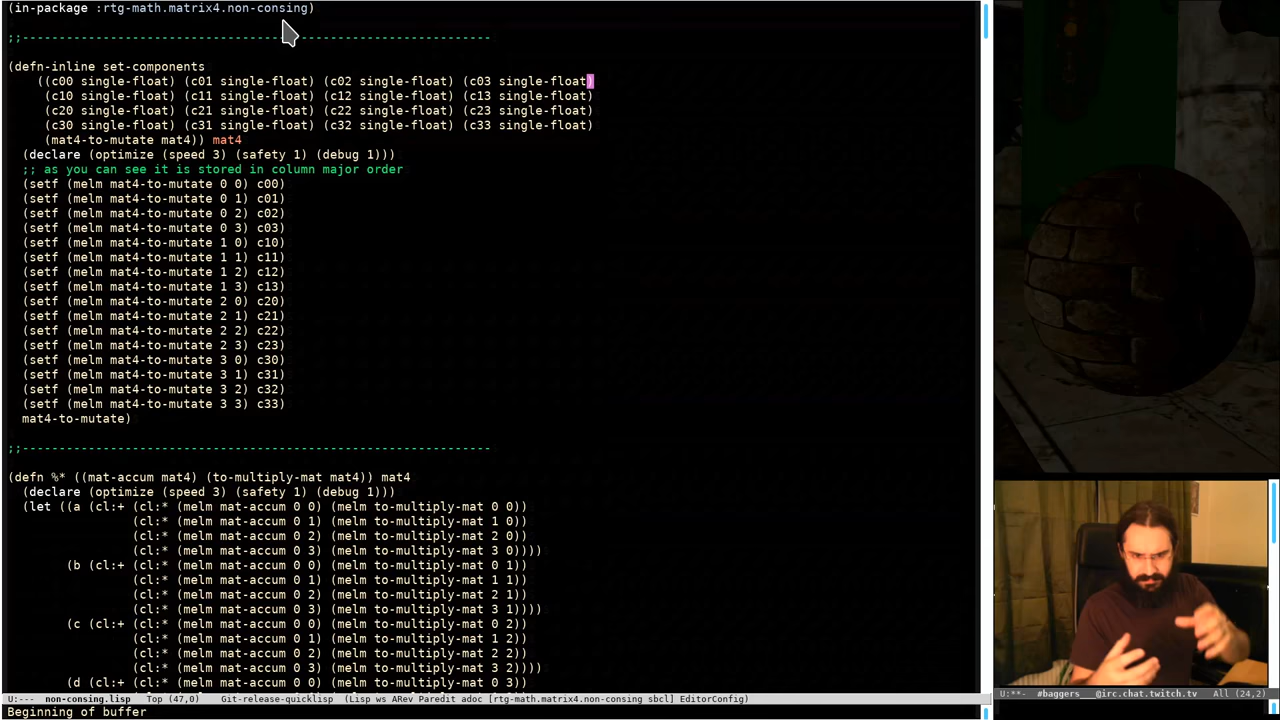 (in-package :rtg-math.matrix4.non-consing)
;;----------------------------------------------------------------
(defn-inline set-components
    ((c00 single-float) (c01 single-float) (c02 single-float) (c03 single-float)
     (c10 single-float) (c11 single-float) (c12 single-float) (c13 single-float)
     (c20 single-float) (c21 single-float) (c22 single-float) (c23 single-float)
     (c30 single-float) (c31 single-float) (c32 single-float) (c33 single-float)
     (mat4-to-mutate mat4)) mat4
  (declare (optimize (speed 3) (safety 1) (debug 1)))
  ;; as you can see it is stored in column major order
  (setf (melm mat4-to-mutate 0 0) c00)
  (setf (melm mat4-to-mutate 0 1) c01)
  (setf (melm mat4-to-mutate 0 2) c02)
  (setf (melm mat4-to-mutate 0 3) c03)
  (setf (melm mat4-to-mutate 1 0) c10)
  (setf (melm mat4-to-mutate 1 1) c11)
  (setf (melm mat4-to-mutate 1 2) c12)
  (setf (melm mat4-to-mutate 1 3) c13)
  (setf (melm mat4-to-mutate 2 0) c20)
  (setf (melm mat4-to-mutate 2 1) c21)
  (setf (melm mat4-to-mutate 2 2) c22)
  (setf (melm mat4-to-mutate 2 3) c23)
  (setf (melm mat4-to-mutate 3 0) c30)
  (setf (melm mat4-to-mutate 3 1) c31)
  (setf (melm mat4-to-mutate 3 2) c32)
  (setf (melm mat4-to-mutate 3 3) c33)
  mat4-to-mutate)
;;----------------------------------------------------------------
(defn %* ((mat-accum mat4) (to-multiply-mat mat4)) mat4
  (declare (optimize (speed 3) (safety 1) (debug 1)))
  (let ((a (cl:+ (cl:* (melm mat-accum 0 0) (melm to-multiply-mat 0 0))
                 (cl:* (melm mat-accum 0 1) (melm to-multiply-mat 1 0))
                 (cl:* (melm mat-accum 0 2) (melm to-multiply-mat 2 0))
                 (cl:* (melm mat-accum 0 3) (melm to-multiply-mat 3 0))))
        (b (cl:+ (cl:* (melm mat-accum 0 0) (melm to-multiply-mat 0 1))
                 (cl:* (melm mat-accum 0 1) (melm to-multiply-mat 1 1))
                 (cl:* (melm mat-accum 0 2) (melm to-multiply-mat 2 1))
                 (cl:* (melm mat-accum 0 3) (melm to-multiply-mat 3 1))))
        (c (cl:+ (cl:* (melm mat-accum 0 0) (melm to-multiply-mat 0 2))
                 (cl:* (melm mat-accum 0 1) (melm to-multiply-mat 1 2))
                 (cl:* (melm mat-accum 0 2) (melm to-multiply-mat 2 2))
                 (cl:* (melm mat-accum 0 3) (melm to-multiply-mat 3 2))))
        (d (cl:+ (cl:* (melm mat-accum 0 0) (melm to-multiply-mat 0 3))
U:---  non-consing.lisp   Top (47,0)    Git-release-quicklisp  (Lisp ws ARev Paredit adoc [rtg-math.matrix4.non-consing sbcl] EditorConfig)
U:**-  #baggers___@irc.chat.twitch.tv   All (24,2)
Beginning of buffer